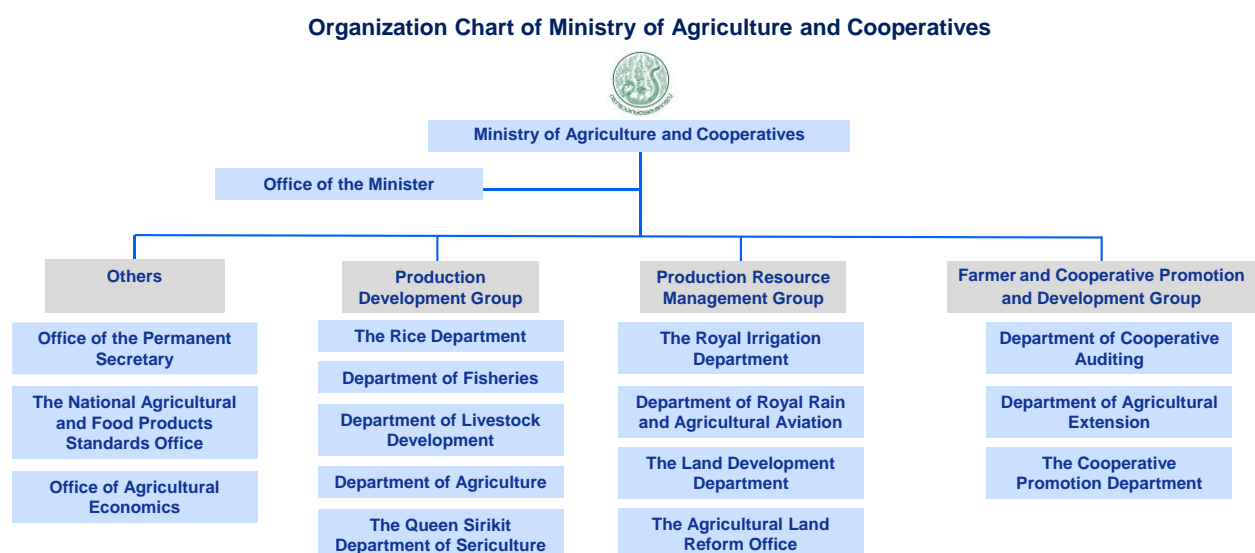 Organization Chart of Ministry of Agriculture and Cooperatives
Ministry of Agriculture and Cooperatives
Office of the Minister
Others
Office of the Permanent
Secretary
The National Agricultural
and Food Products
Standards Office
Office of Agricultural
Economics
Production
Development Group
The Rice Department
Department of Fisheries
Department of Livestock
Development
Department of Agriculture
The Queen Sirikit
Department of Sericulture
Production Resource
Management Group
The Royal Irrigation
Department
Department of Royal Rain
and Agricultural Aviation
The Land Development
Department
The Agricultural Land
Reform Office
Farmer and Cooperative Promotion
and Development Group
Department of Cooperative
Auditing
Department of Agricultural
Extension
The Cooperative
Promotion Department